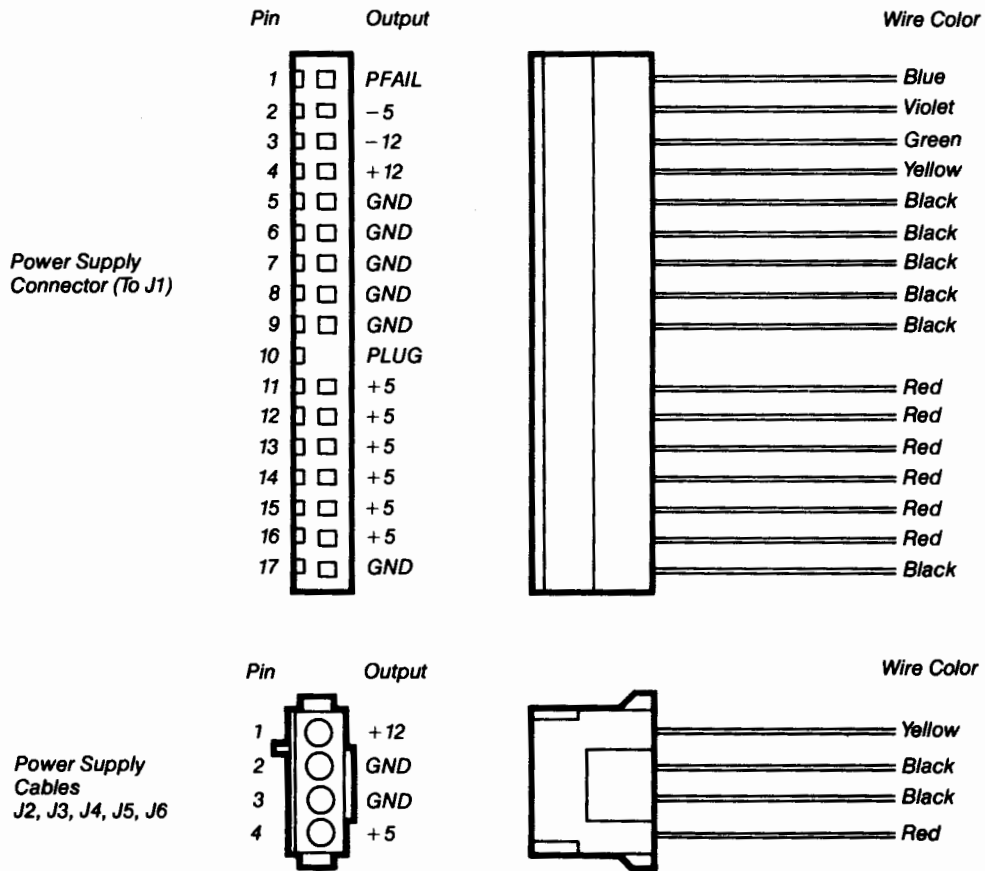 Pin Output Wire Color
1 PFAIL Blue
2 −5 Violet
3 −12 Green
4 +12 Yellow
5 GND Black
6 GND Black
7 GND Black
8 GND Black
9 GND Black
10 PLUG
11 +5 Red
12 +5 Red
13 +5 Red
14 +5 Red
15 +5 Red
16 +5 Red
17 GND Black
Power Supply
Connector (To J1)
Pin Output Wire Color
1 +12 Yellow
2 GND Black
3 GND Black
4 +5 Red
Power Supply
Cables
J2, J3, J4, J5, J6